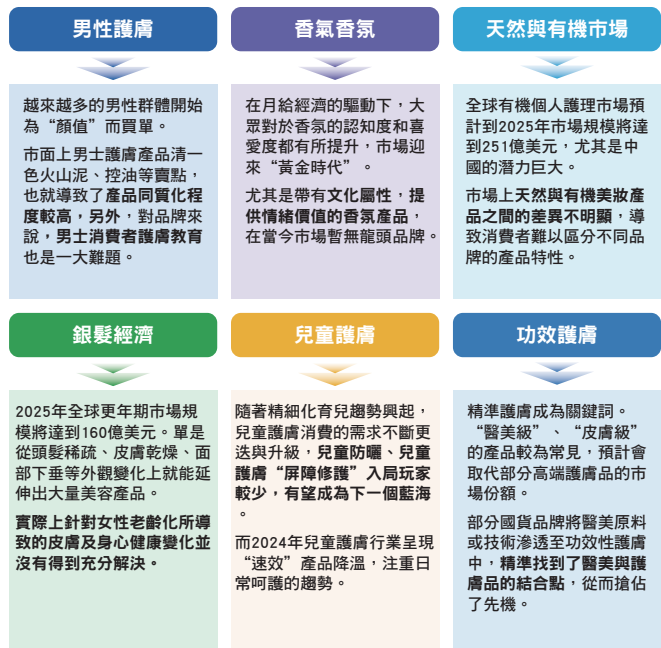 男性護膚
越來越多的男性群體開始
為“顏值”而買單。
市面上男士護膚產品清一
色火山泥、控油等賣點，
也就導致了產品同質化程
度較高，另外，對品牌來
說，男士消費者護膚教育
也是一大難題。
香氣香氛
在月給經濟的驅動下，大
眾對於香氛的認知度和喜
愛度都有所提升，市場迎
來“黃金時代”。
尤其是帶有文化屬性，提
供情緒價值的香氛產品，
在當今市場暫無龍頭品牌。
天然與有機市場
全球有機個人護理市場預
計到2025年市場規模將達
到251億美元，尤其是中
國的潛力巨大。
市場上天然與有機美妝產
品之間的差異不明顯，導
致消費者難以區分不同品
牌的產品特性。
銀髮經濟
2025年全球更年期市場規
模將達到160億美元。單是
從頭髮稀疏、皮膚乾燥、面
部下垂等外觀變化上就能延
伸出大量美容產品。
實際上針對女性老齡化所導
致的皮膚及身心健康變化並
沒有得到充分解決。
兒童護膚
隨著精細化育兒趨勢興起，
兒童護膚消費的需求不斷更
迭與升級，兒童防曬、兒童
護膚“屏障修護”入局玩家
較少，有望成為下一個藍海
。
而2024年兒童護膚行業呈現
“速效”產品降溫，注重日
常呵護的趨勢。
功效護膚
精準護膚成為關鍵詞。
“醫美級”、“皮膚級”
的產品較為常見，預計會
取代部分高端護膚品的市
場份額。
部分國貨品牌將醫美原料
或技術滲透至功效性護膚
中，精準找到了醫美與護
膚品的結合點，從而搶佔
了先機。